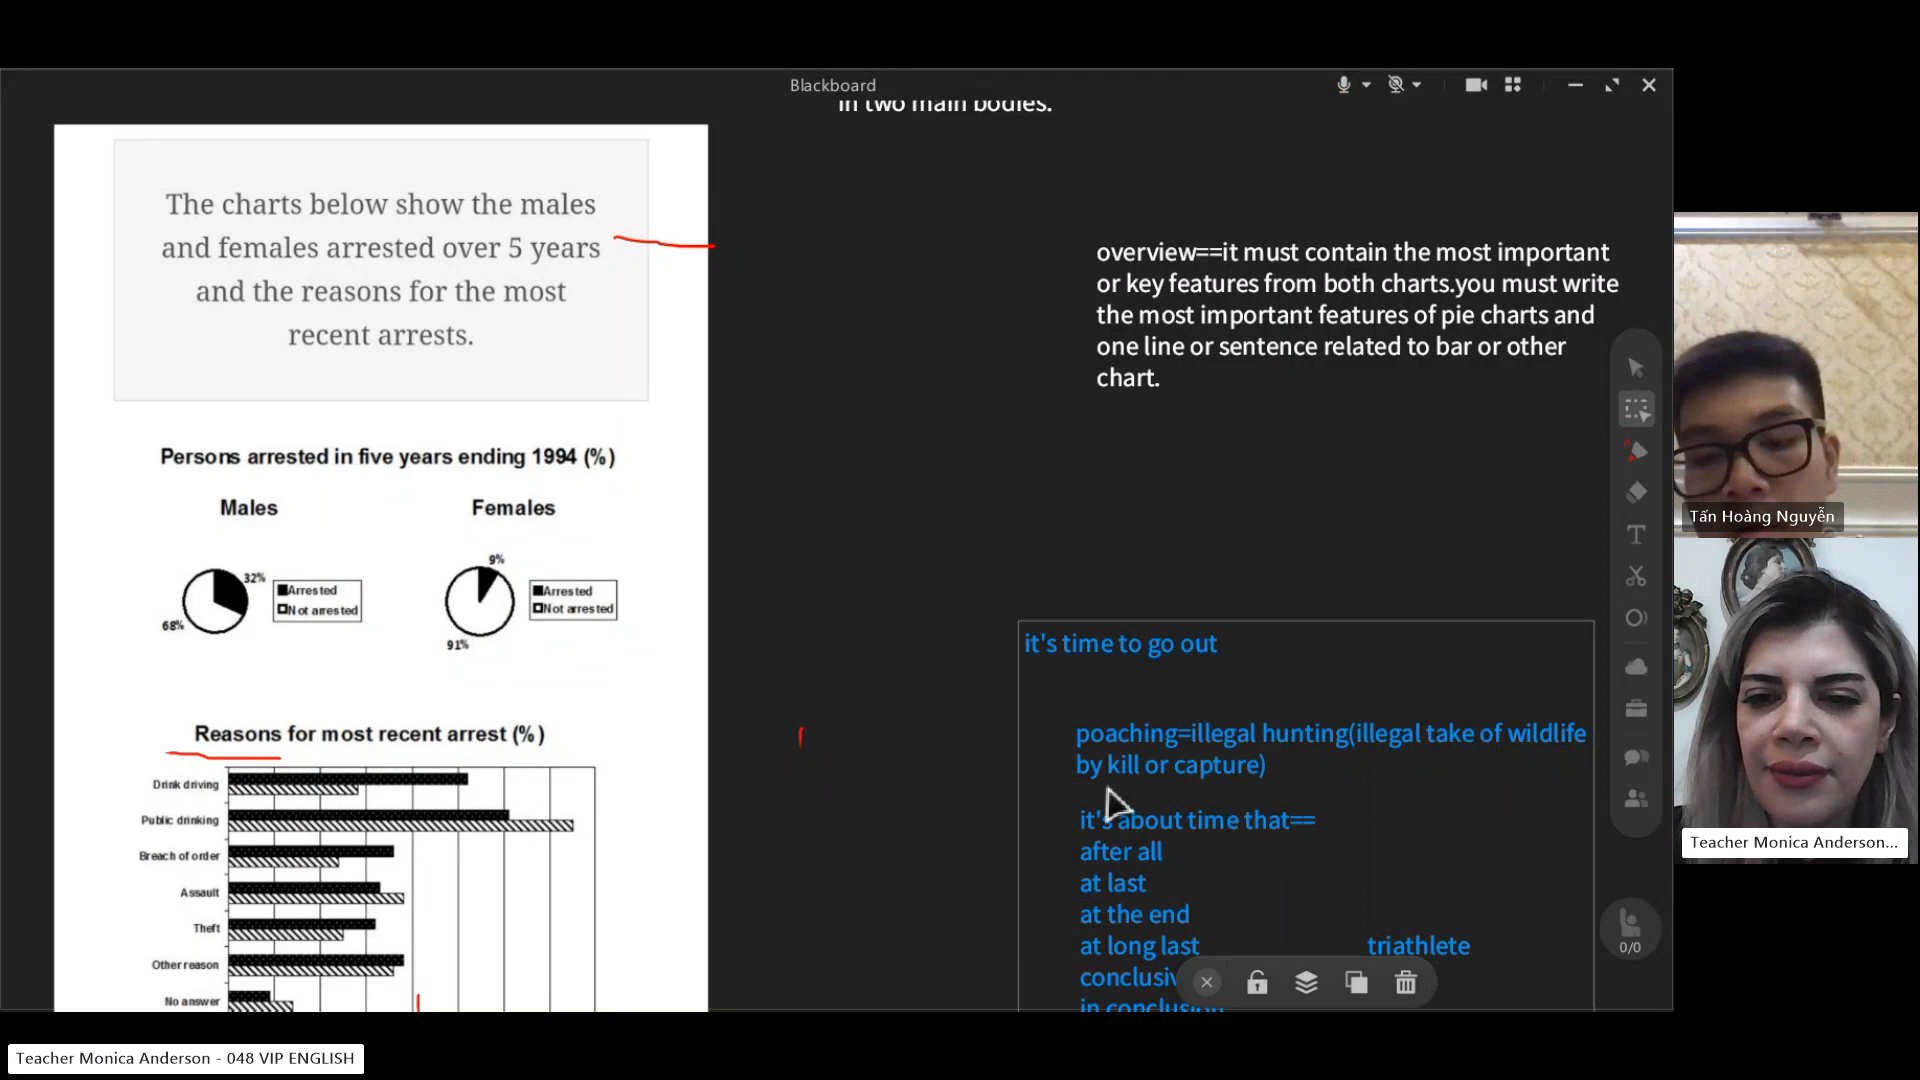 Blackboard
in two main bodies.
The charts below show the males
and females arrested over 5 years
and the reasons for the most
recent arrests.
Persons arrested in five years ending 1994 (%)
Males
Females
32%
68%
Arrested
Not arrested
9%
91%
Arrested
Not arrested
Reasons for most recent arrest (%)
Drink driving
Public drinking
Breach of order
Assault
Theft
Other reason
No answer
overview==it must contain the most important
or key features from both charts.you must write
the most important features of pie charts and
one line or sentence related to bar or other
chart.
it's time to go out
poaching=illegal hunting(illegal take of wildlife
by kill or capture)
it's about time that==
after all
at last
at the end
at long last
triathlete
in conclusion
0/0
Tấn Hoàng Nguyễn
Teacher Monica Anderson...
Teacher Monica Anderson - 048 VIP ENGLISH